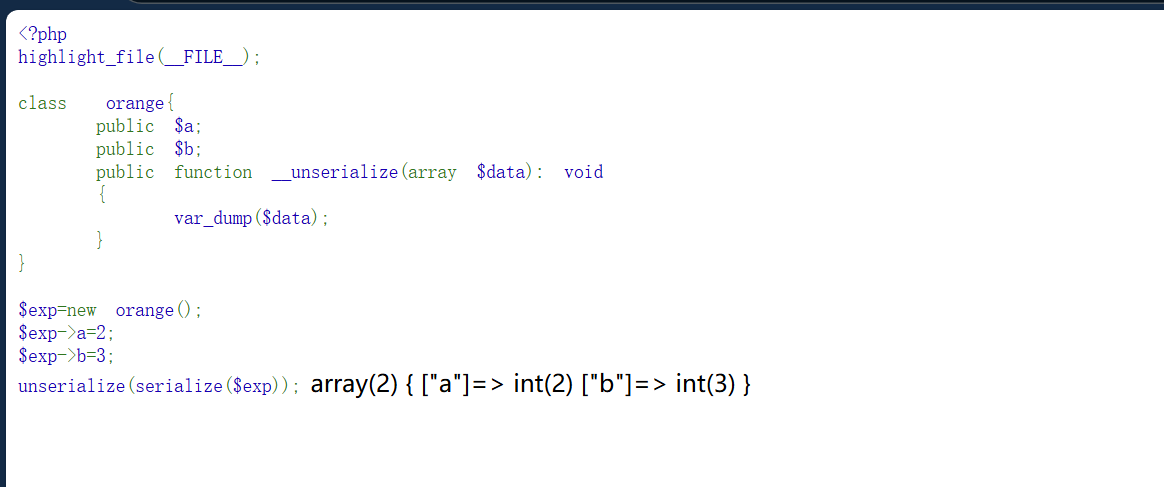 <?php
highlight_file(__FILE__);
class orange{
public $a;
public $b;
public function __unserialize(array $data): void
{
var_dump($data);
}
}
$exp=new orange();
$exp->a=2;
$exp->b=3;
unserialize(serialize($exp)); array(2) { ["a"]=> int(2) ["b"]=> int(3) }